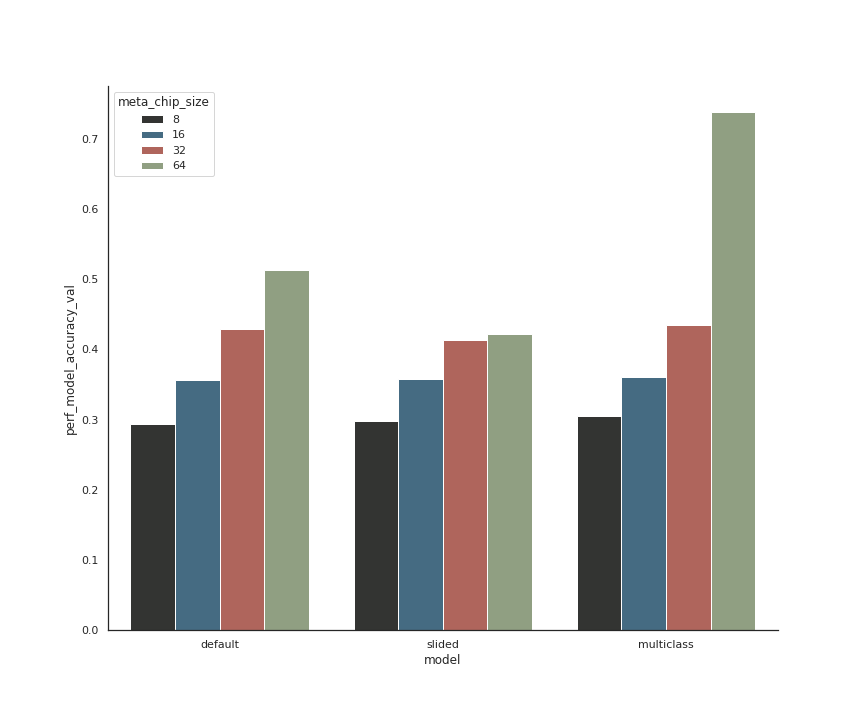 meta_chip_size
8
16
32
64
0.7
0.6
0.5
0.4
0.3
0.2
0.1
0.0
perf_model_accuracy_val
default
slided
multiclass
model